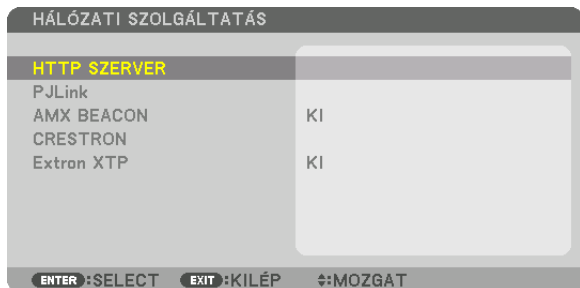 HÁLÓZATI SZOLGÁLTATÁS
HTTP SZERVER
PJLink
AMX BEACON KI
CRESTRON
Extron XTP KI
ENTER:SELECT EXIT:KILÉP ◆:MOZGAT